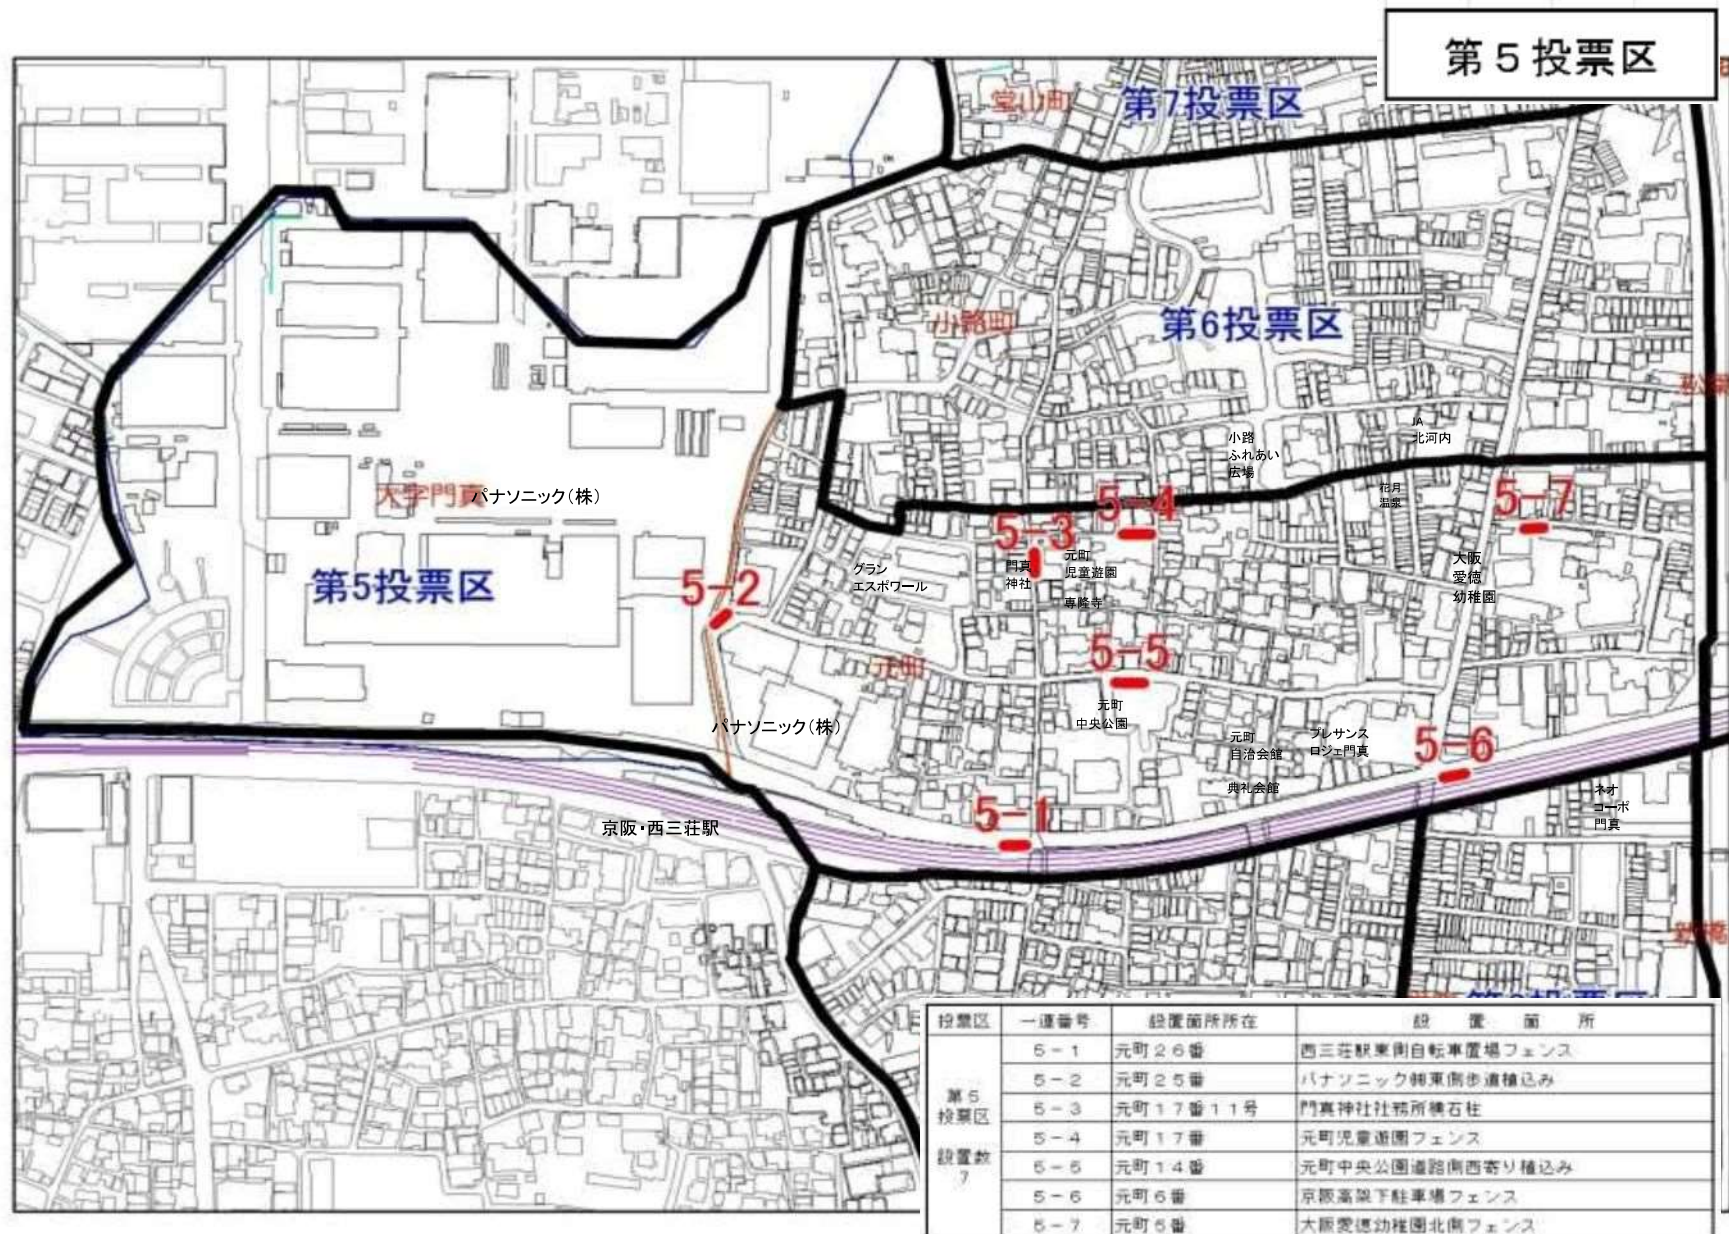 第5投票区
堂山町
第7投票区
小路町
第6投票区
JA
北河内
小路
ふれあい
広場
花月
温泉
大字門真
パナソニック(株)
5-7
5-4
5-3
門真
神社
元町
児童遊園
専隆寺
グラン
エスポワール
大阪
愛徳
幼稚園
第5投票区
5-2
5-5
元町
元町
中央公園
パナソニック(株)
元町
自治会館
プレサンス
ロジェ門真
5-6
典礼会館
ネオ
コーポ
門真
5-1
京阪・西三荘駅
投票区 一連番号 設置箇所所在 設置箇所
第5
投票区
設置数
7
5-1 元町26番 西三荘駅東側自転車置場フェンス
5-2 元町25番 パナソニック㈱東側歩道植込み
5-3 元町17番11号 門真神社社務所横石柱
5-4 元町17番 元町児童遊園フェンス
5-5 元町14番 元町中央公園道路側西寄り植込み
5-6 元町6番 京阪高架下駐車場フェンス
5-7 元町5番 大阪愛徳幼稚園北側フェンス